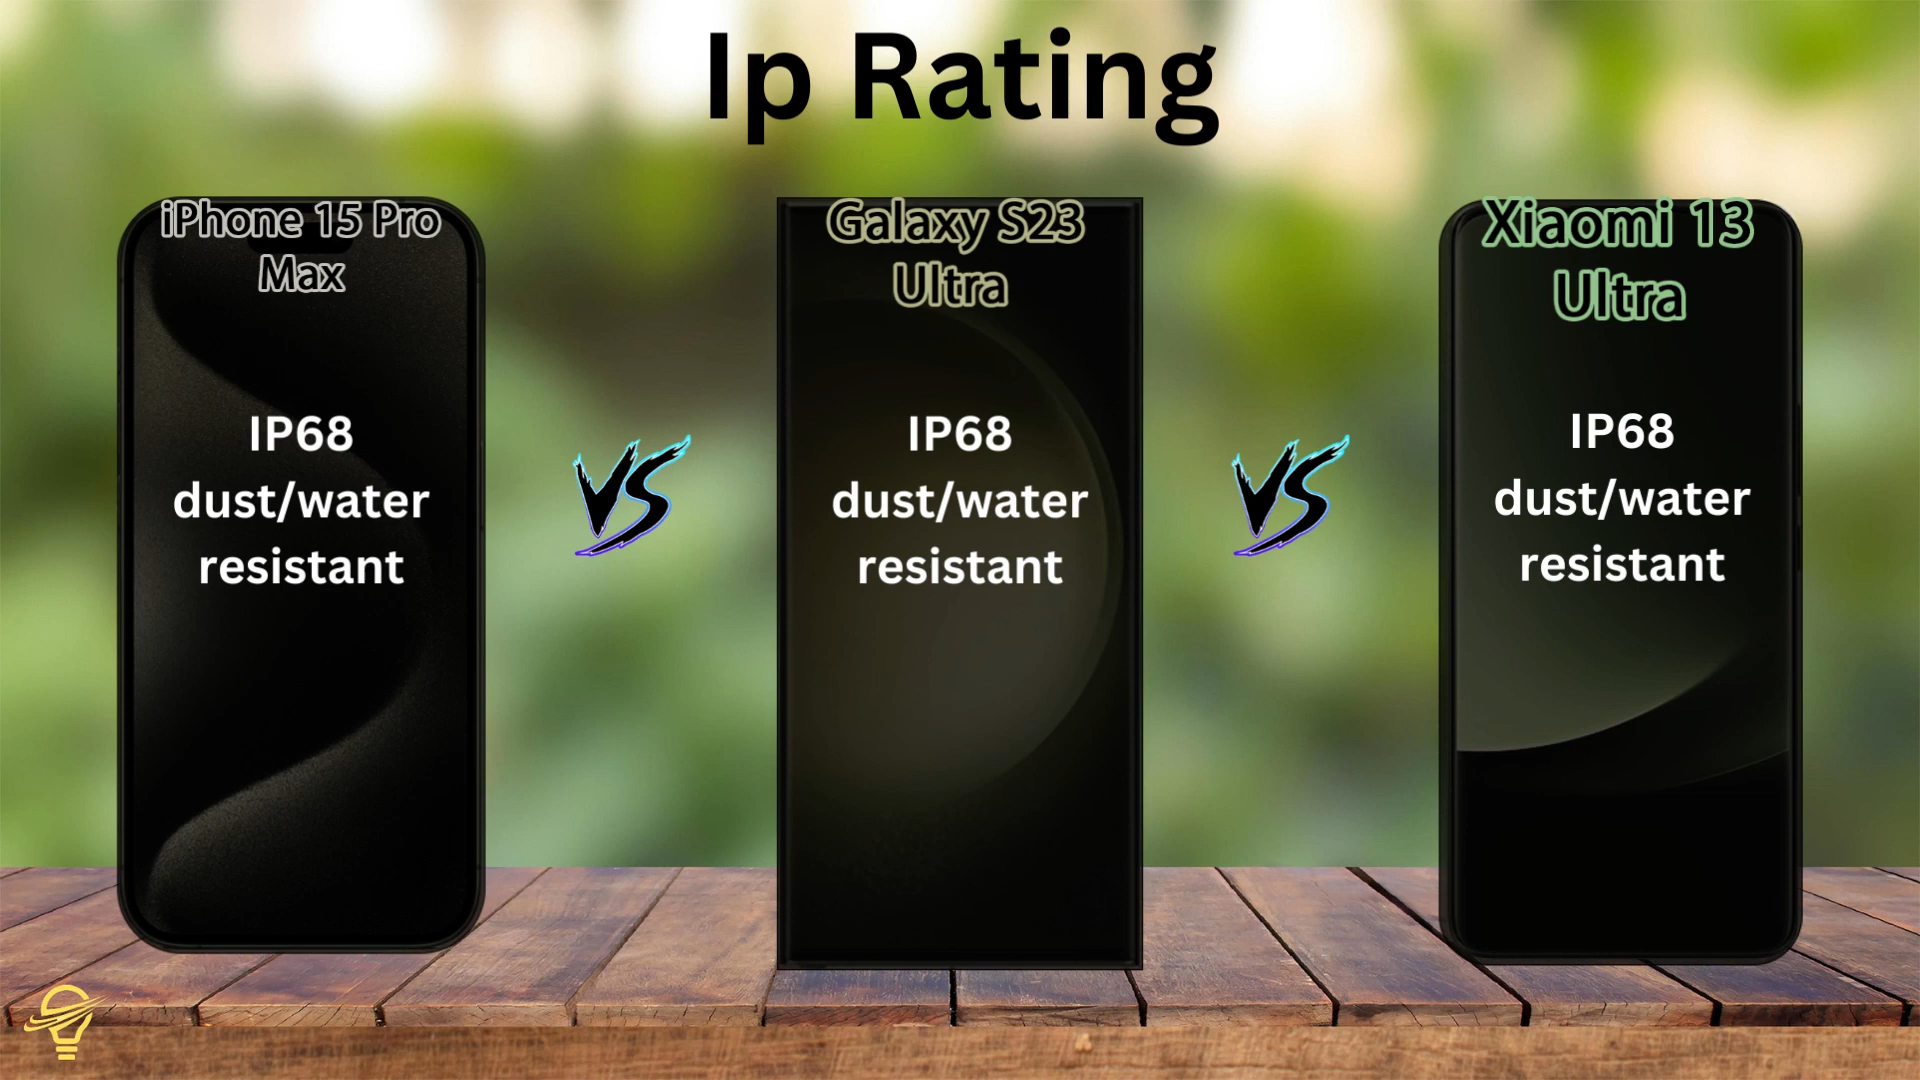 Ip Rating
iPhone 15 Pro
Max
IP68
dust/water
resistant
VS
Galaxy S23
Ultra
IP68
dust/water
resistant
VS
Xiaomi 13
Ultra
IP68
dust/water
resistant